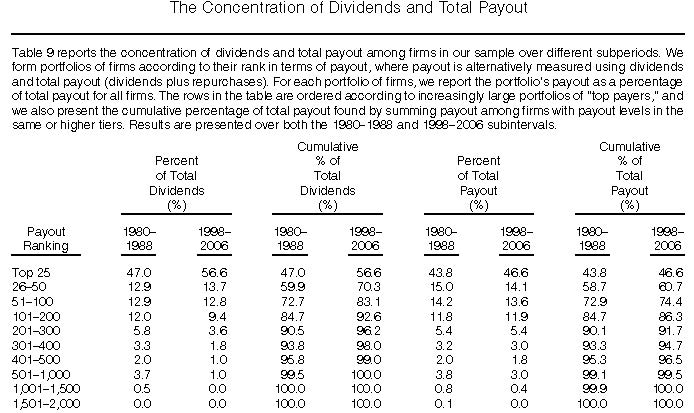 The Concentration of Dividends and Total Payout
Table 9 reports the concentration of dividends and total payout among firms in our sample over different subperiods. We
form portfolios of firms according to their rank in terms of payout, where payout is alternatively measured using dividends
and total payout (dividends plus repurchases). For each portfolio of firms, we report the portfolio's payout as a percentage
of total payout for all firms. The rows in the table are ordered according to increasingly large portfolios of "top payers," and
we also present the cumulative percentage of total payout found by summing payout among firms with payout levels in the
same or higher tiers. Results are presented over both the 1980–1988 and 1998–2006 subintervals.
Cumulative Cumulative
Percent % of Percent % of
of Total Total of Total Total
Dividends Dividends Payout Payout
(%) (%) (%) (%)
Payout 1980– 1998– 1980– 1998– 1980– 1998– 1980– 1998–
Ranking 1988 2006 1988 2006 1988 2006 1988 2006
Top 25 47.0 56.6 47.0 56.6 43.8 46.6 43.8 46.6
26–50 12.9 13.7 59.9 70.3 15.0 14.1 58.7 60.7
51–100 12.9 12.8 72.7 83.1 14.2 13.6 72.9 74.4
101–200 12.0 9.4 84.7 92.6 11.8 11.9 84.7 86.3
201–300 5.8 3.6 90.5 96.2 5.4 5.4 90.1 91.7
301–400 3.3 1.8 93.8 98.0 3.2 3.0 93.3 94.7
401–500 2.0 1.0 95.8 99.0 2.0 1.8 95.3 96.5
501–1,000 3.7 1.0 99.5 100.0 3.8 3.0 99.1 99.5
1,001–1,500 0.5 0.0 100.0 100.0 0.8 0.4 99.9 100.0
1,501–2,000 0.0 0.0 100.0 100.0 0.1 0.0 100.0 100.0